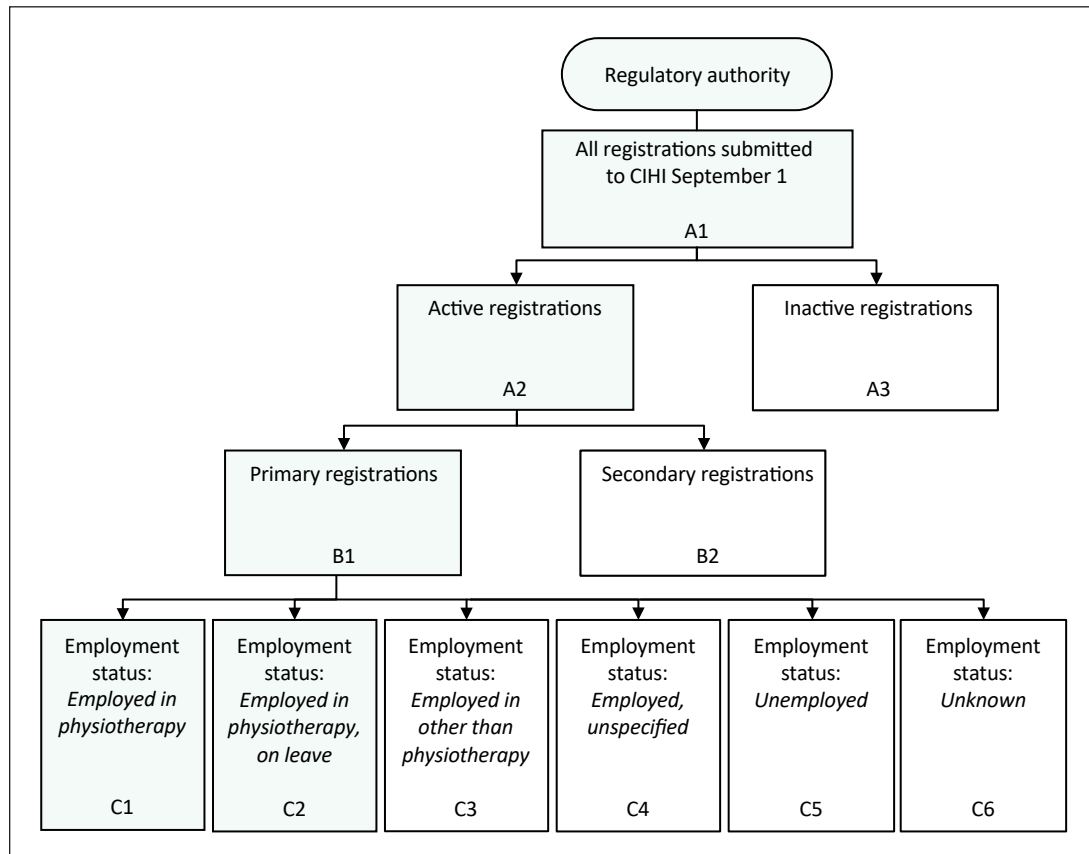 Regulatory authority
All registrations submitted
to CIHI September 1
A1
Active registrations
A2
Inactive registrations
A3
Primary registrations
B1
Secondary registrations
B2
Employment
status:
Employed in
physiotherapy
C1
Employment
status:
Employed in
physiotherapy,
on leave
C2
Employment
status:
Employed in
other than
physiotherapy
C3
Employment
status:
Employed,
unspecified
C4
Employment
status:
Unemployed
C5
Employment
status:
Unknown
C6